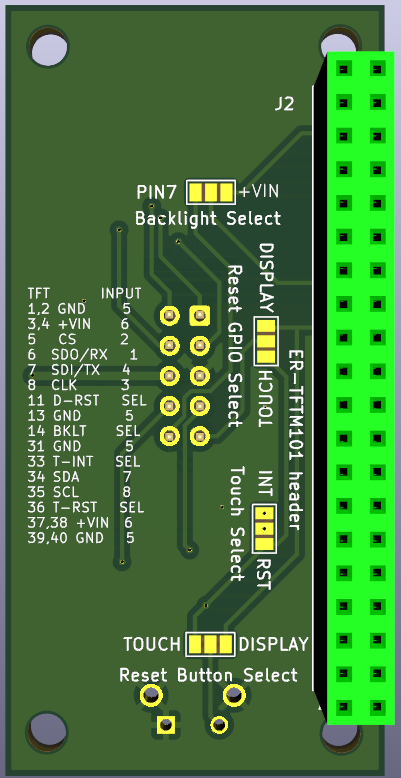 J2
PIN7 +VIN
Backlight Select
DISPLAY
Reset GPIO Select
TOUCH
TFT INPUT
1,2 GND 5
3,4 +VIN 6
5 CS 2
6 SDO/RX 1
7 SDI/TX 4
8 CLK 3
11 D-RST SEL
13 GND 5
14 BKLT SEL
31 GND 5
33 T-INT SEL
34 SDA 7
35 SCL 8
36 T-RST SEL
37,38 +VIN 6
39,40 GND 5
ER-TFTM101 header
INT
Touch Select
RST
TOUCH DISPLAY
Reset Button Select